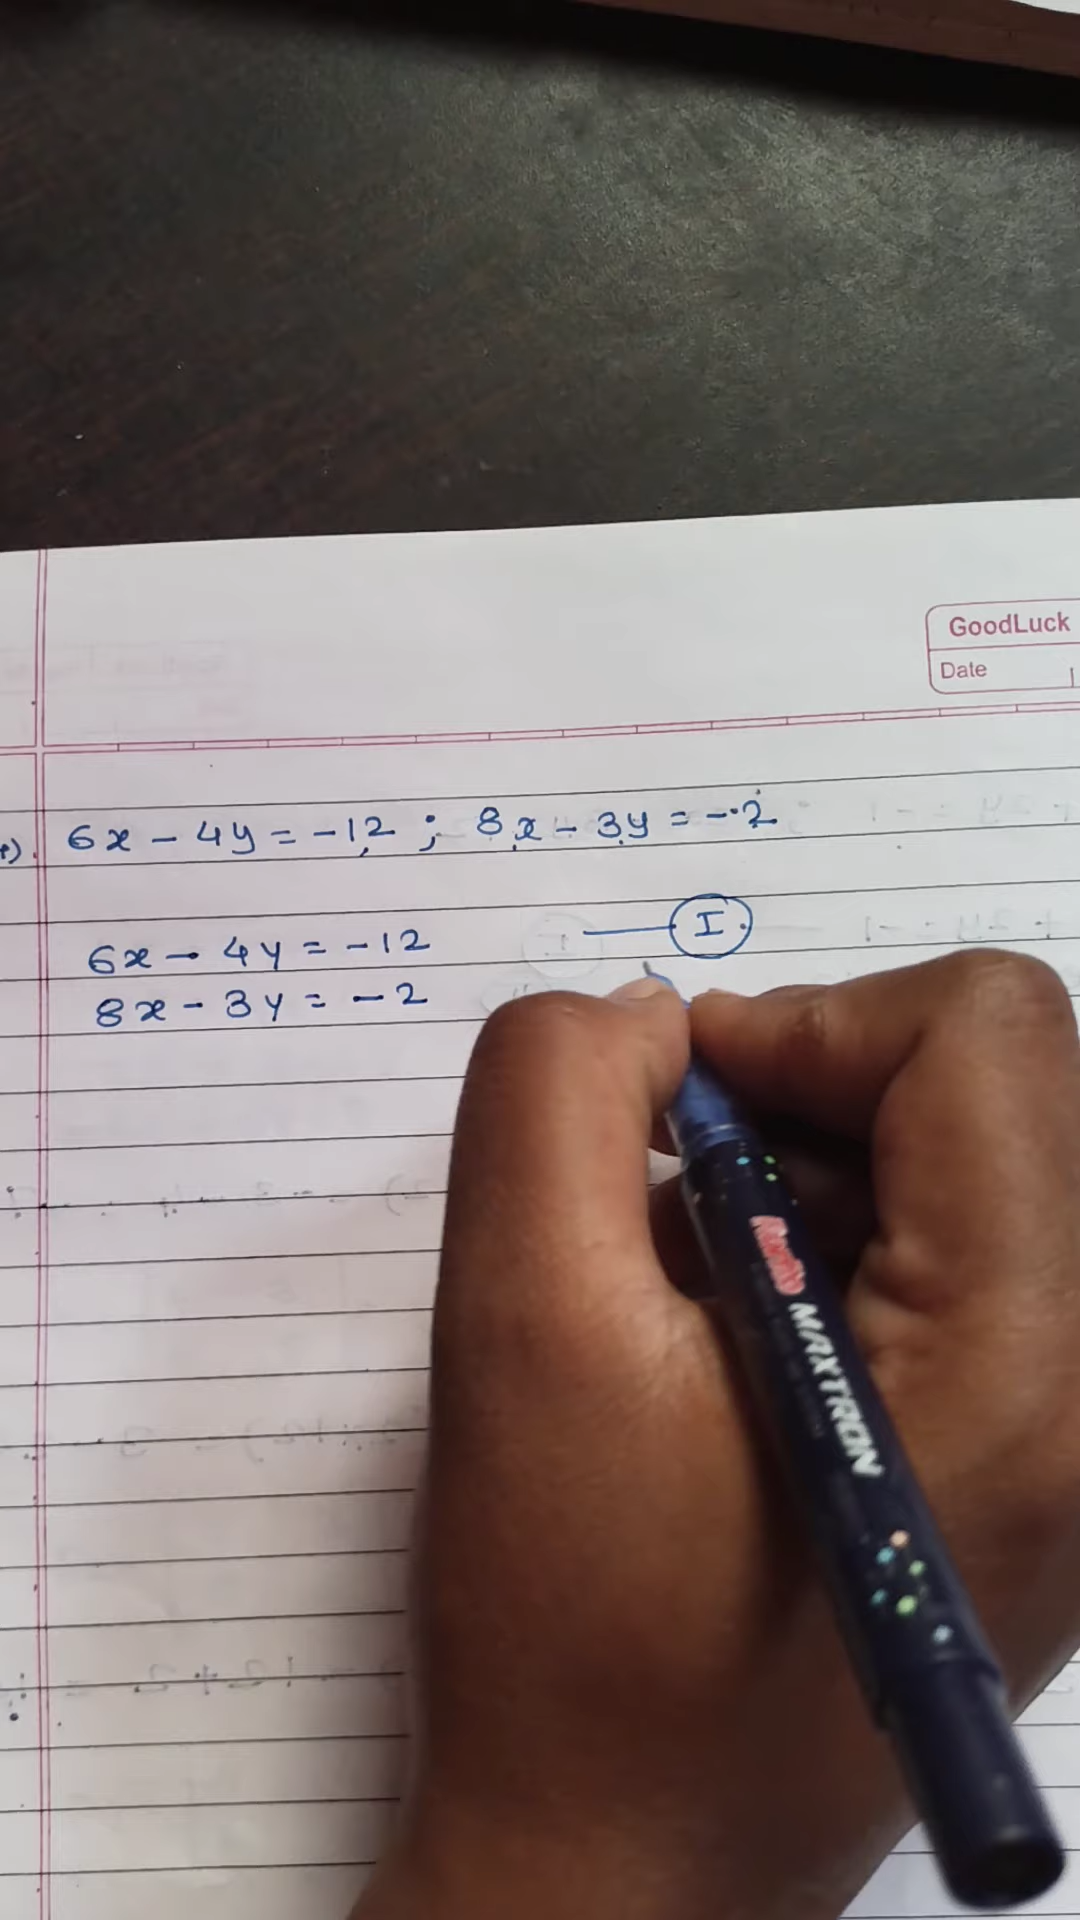 GoodLuck
Date
6x - 4y = -12 ; 8x - 3y = -2
6x - 4y = -12 — I
8x - 3y = -2
MAXTRON